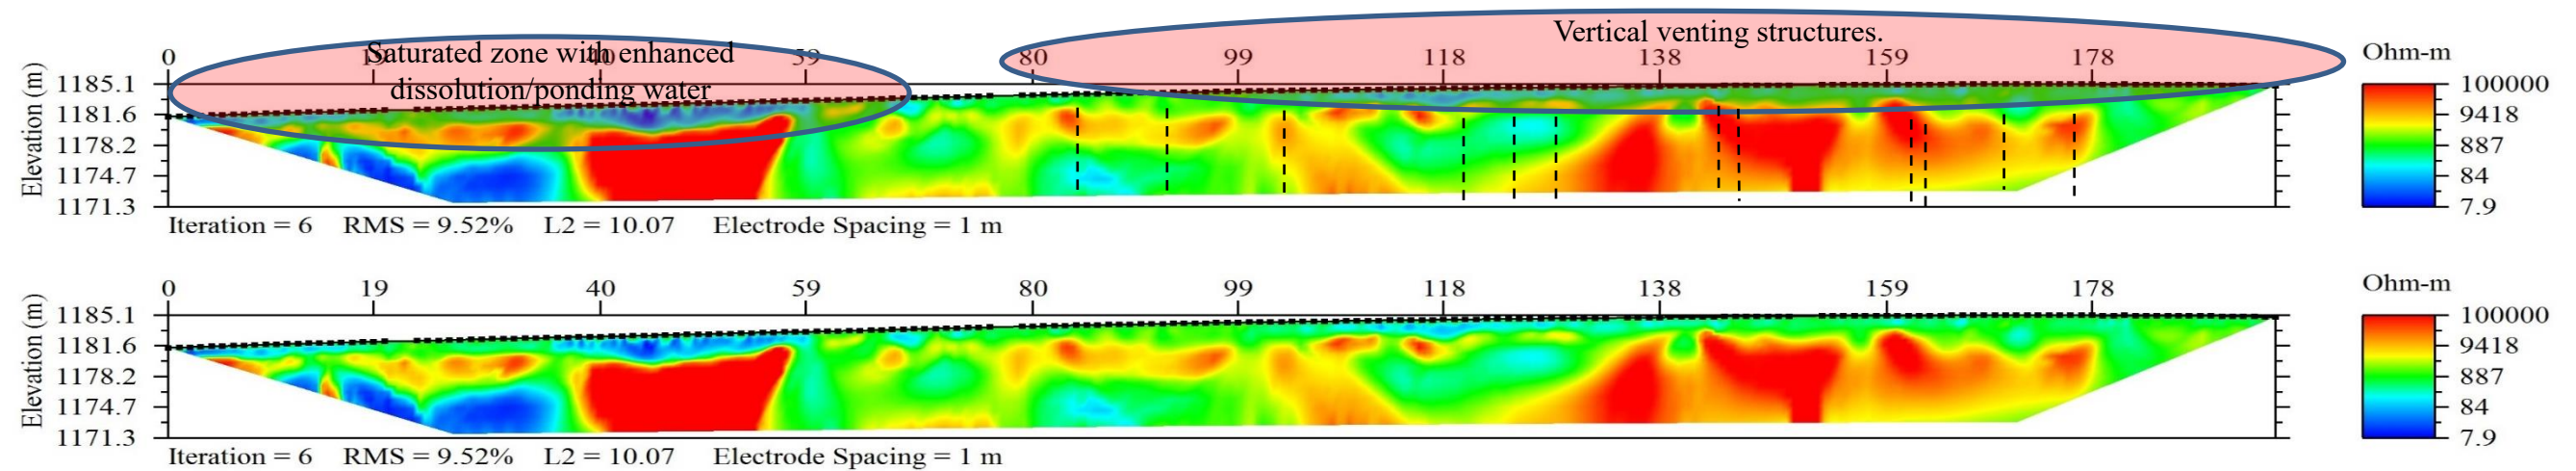 Vertical venting structures.
Saturated zone with enhanced
dissolution/ponding water
0 19 40 59 80 99 118 138 159 178
Ohm-m
Elevation (m)
1185.1
1181.6
1178.2
1174.7
1171.3
100000
9418
887
84
7.9
Iteration = 6 RMS = 9.52% L2 = 10.07 Electrode Spacing = 1 m
0 19 40 59 80 99 118 138 159 178
Ohm-m
Elevation (m)
1185.1
1181.6
1178.2
1174.7
1171.3
100000
9418
887
84
7.9
Iteration = 6 RMS = 9.52% L2 = 10.07 Electrode Spacing = 1 m